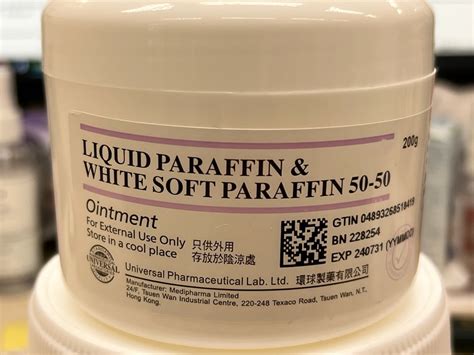 200g
LIQUID PARAFFIN &
WHITE SOFT PARAFFIN 50-50
Ointment
For External Use Only 只供外用
Store in a cool place 存放於陰涼處
GTIN 04893268518419
BN 228254
EXP 240731 (YYMMDD)
UNIVERSAL
Universal Pharmaceutical Lab. Ltd. 環球製藥有限公司
Manufacturer: Medipharma Limited
24/F, Tsuen Wan Industrial Centre, 220-248 Texaco Road, Tsuen Wan, N.T.,
Hong Kong.